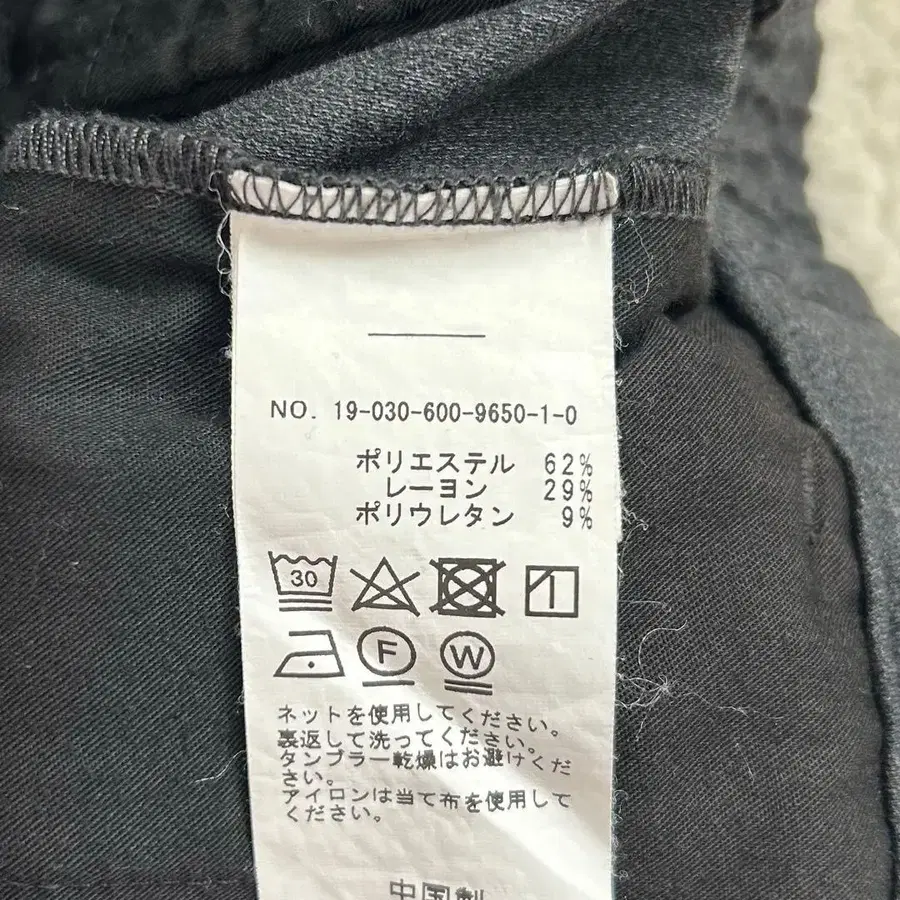 NO. 19-030-600-9650-1-0
ポリエステル 62%
レーヨン 29%
ポリウレタン 9%
30
F
W
ネットを使用してください。
裏返して洗ってください。
タンブラー乾燥はお避けくだ
さい。
アイロンは当て布を使用して
ください。
中国製